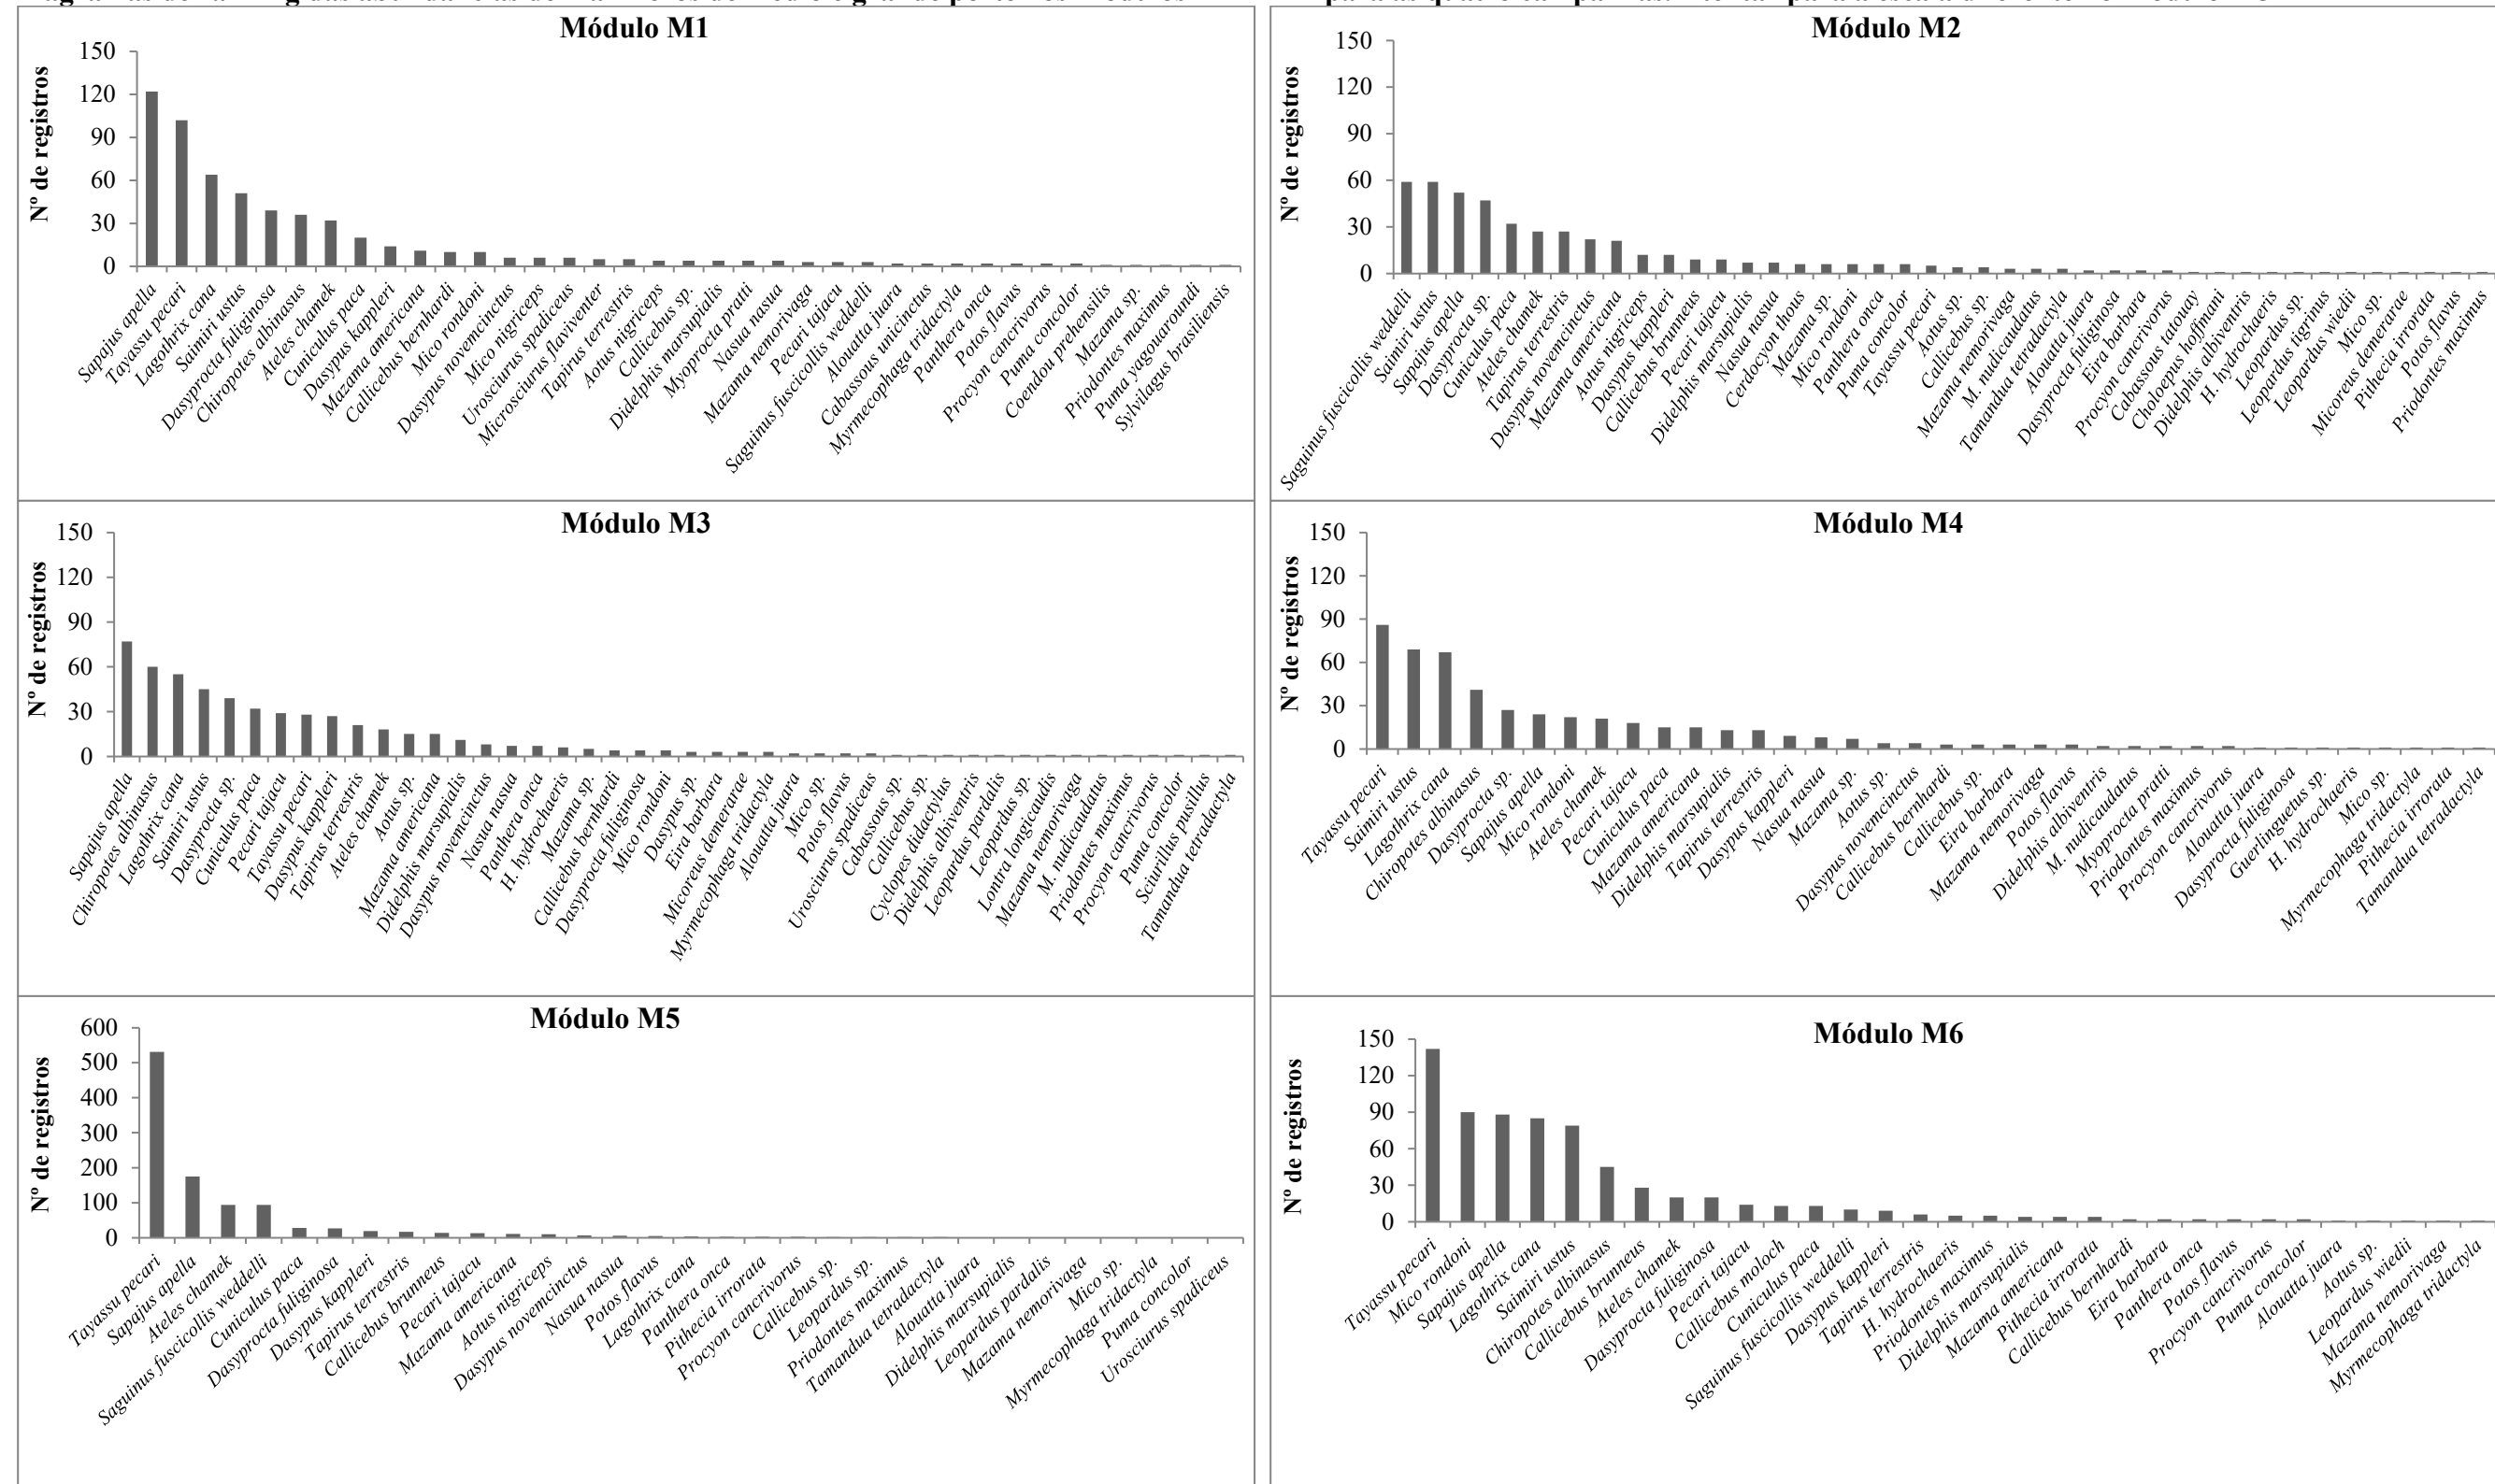 Módulo M1
Nº de registros
150
120
90
60
30
0
Sapajus apella
Tayassu pecari
Lagothrix cana
Saimiri ustus
Dasyprocta fuliginosa
Chiropotes albinasus
Ateles chamek
Cuniculus paca
Dasypus kappleri
Mazama americana
Callicebus bernhardi
Mico rondoni
Dasypus novemcinctus
Mico nigriceps
Urosciurus spadiceus
Microsciurus flaviventer
Tapirus terrestris
Aotus nigriceps
Callicebus sp.
Didelphis marsupialis
Myoprocta pratti
Nasua nasua
Mazama nemorivaga
Pecari tajacu
Saguinus fuscicollis weddelli
Alouatta juara
Cabassous unicinctus
Myrmecophaga tridactyla
Panthera onca
Potos flavus
Procyon cancrivorus
Puma concolor
Coendou prehensilis
Mazama sp.
Priodontes maximus
Puma yagouaroundi
Sylvilagus brasiliensis
Módulo M2
Nº de registros
150
120
90
60
30
0
Saguinus fuscicollis weddelli
Saimiri ustus
Sapajus apella
Dasyprocta sp.
Cuniculus paca
Ateles chamek
Tapirus terrestris
Dasypus novemcinctus
Mazama americana
Aotus nigriceps
Dasypus kappleri
Callicebus brunneus
Pecari tajacu
Didelphis marsupialis
Nasua nasua
Cerdocyon thous
Mazama sp.
Mico rondoni
Panthera onca
Puma concolor
Tayassu pecari
Aotus sp.
Callicebus sp.
Mazama nemorivaga
M. nudicaudatus
Tamandua tetradactyla
Alouatta juara
Dasyprocta fuliginosa
Eira barbara
Procyon cancrivorus
Cabassous tatouay
Choloepus hoffmani
Didelphis albiventris
H. hydrochaeris
Leopardus sp.
Leopardus tigrinus
Leopardus wiedii
Mico sp.
Micoreus demerarae
Pithecia irrorata
Potos flavus
Priodontes maximus
Módulo M3
Nº de registros
150
120
90
60
30
0
Sapajus apella
Chiropotes albinasus
Lagothrix cana
Saimiri ustus
Dasyprocta sp.
Cuniculus paca
Pecari tajacu
Tayassu pecari
Dasypus kappleri
Tapirus terrestris
Ateles chamek
Aotus sp.
Mazama americana
Didelphis marsupialis
Dasypus novemcinctus
Nasua nasua
Panthera onca
H. hydrochaeris
Mazama sp.
Callicebus bernhardi
Dasyprocta fuliginosa
Mico rondoni
Dasypus sp.
Eira barbara
Micoreus demerarae
Myrmecophaga tridactyla
Alouatta juara
Mico sp.
Potos flavus
Urosciurus spadiceus
Cabassous sp.
Callicebus sp.
Cyclopes didactylus
Didelphis albiventris
Leopardus pardalis
Leopardus sp.
Lontra longicaudis
Mazama nemorivaga
M. nudicaudatus
Priodontes maximus
Procyon cancrivorus
Puma concolor
Sciurillus pusillus
Tamandua tetradactyla
Módulo M4
Nº de registros
150
120
90
60
30
0
Tayassu pecari
Saimiri ustus
Lagothrix cana
Chiropotes albinasus
Dasyprocta sp.
Sapajus apella
Mico rondoni
Ateles chamek
Pecari tajacu
Cuniculus paca
Mazama americana
Didelphis marsupialis
Tapirus terrestris
Dasypus kappleri
Nasua nasua
Mazama sp.
Aotus sp.
Dasypus novemcinctus
Callicebus bernhardi
Callicebus sp.
Eira barbara
Mazama nemorivaga
Potos flavus
Didelphis albiventris
M. nudicaudatus
Myoprocta pratti
Priodontes maximus
Procyon cancrivorus
Alouatta juara
Dasyprocta fuliginosa
Guerlinguetus sp.
H. hydrochaeris
Mico sp.
Myrmecophaga tridactyla
Pithecia irrorata
Tamandua tetradactyla
Módulo M5
Nº de registros
600
500
400
300
200
100
0
Tayassu pecari
Sapajus apella
Ateles chamek
Saguinus fuscicollis weddelli
Cuniculus paca
Dasyprocta fuliginosa
Dasypus kappleri
Tapirus terrestris
Callicebus brunneus
Pecari tajacu
Mazama americana
Aotus nigriceps
Dasypus novemcinctus
Nasua nasua
Potos flavus
Lagothrix cana
Panthera onca
Pithecia irrorata
Procyon cancrivorus
Callicebus sp.
Leopardus sp.
Priodontes maximus
Tamandua tetradactyla
Alouatta juara
Didelphis marsupialis
Leopardus pardalis
Mazama nemorivaga
Mico sp.
Myrmecophaga tridactyla
Puma concolor
Urosciurus spadiceus
Módulo M6
Nº de registros
150
120
90
60
30
0
Tayassu pecari
Mico rondoni
Sapajus apella
Lagothrix cana
Saimiri ustus
Chiropotes albinasus
Callicebus brunneus
Ateles chamek
Dasyprocta fuliginosa
Pecari tajacu
Callicebus moloch
Cuniculus paca
Saguinus fuscicollis weddelli
Dasypus kappleri
Tapirus terrestris
H. hydrochaeris
Priodontes maximus
Didelphis marsupialis
Mazama americana
Pithecia irrorata
Callicebus bernhardi
Eira barbara
Panthera onca
Potos flavus
Procyon cancrivorus
Puma concolor
Alouatta juara
Aotus sp.
Leopardus wiedii
Mazama nemorivaga
Myrmecophaga tridactyla